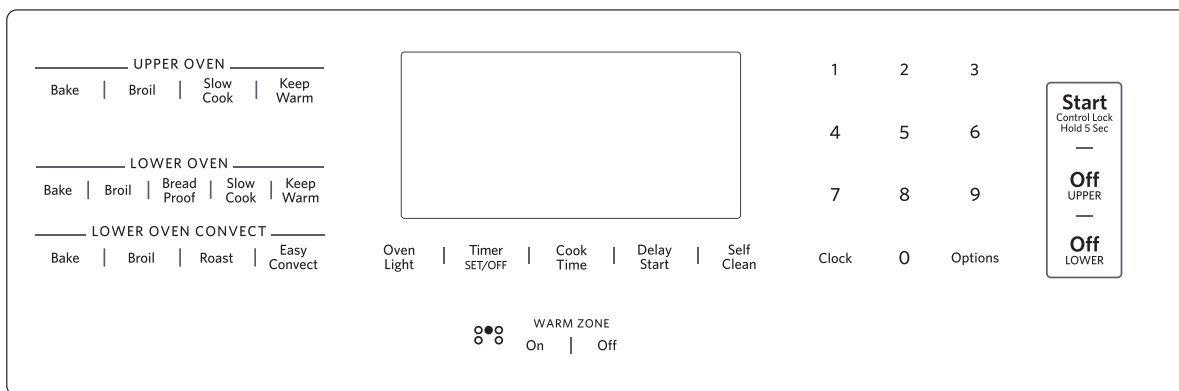 UPPER OVEN
Bake | Broil | Slow Cook | Keep Warm
LOWER OVEN
Bake | Broil | Bread Proof | Slow Cook | Keep Warm
LOWER OVEN CONVECT
Bake | Broil | Roast | Easy Convect
Oven Light | Timer SET/OFF | Cook Time | Delay Start | Self Clean
WARM ZONE
On | Off
1 2 3
4 5 6
7 8 9
Clock 0 Options
Start
Control Lock
Hold 5 Sec
Off
UPPER
Off
LOWER